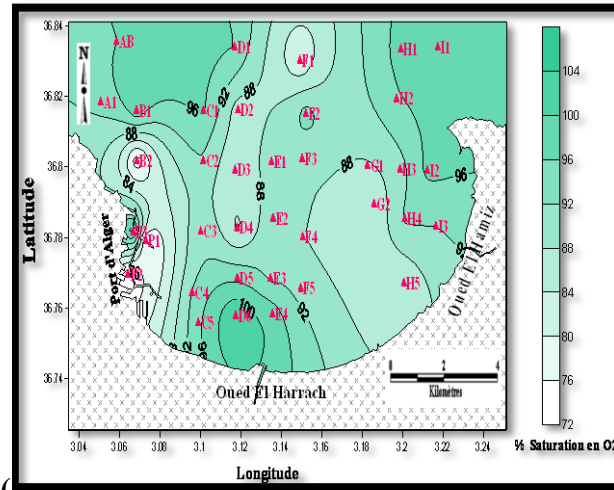 36.84
36.82
36.8
36.78
36.76
36.74
Latitude
N
AB
D1
F1
H1
I1
A1
B1
C1
D2
F2
H2
B2
C2
D3
E1
F3
G1
H3
I2
C3
D4
E2
F4
G2
H4
I3
P1
C4
D5
E3
F5
H5
C5
E4
96
92
88
88
84
88
88
96
100
92
96
Port d'Alger
Oued El Hamiz
Oued El Harrach
0 2 4
Kilomètres
3.04 3.06 3.08 3.1 3.12 3.14 3.16 3.18 3.2 3.22 3.24
Longitude
104
100
96
92
88
84
80
76
72
% Saturation en O2
(